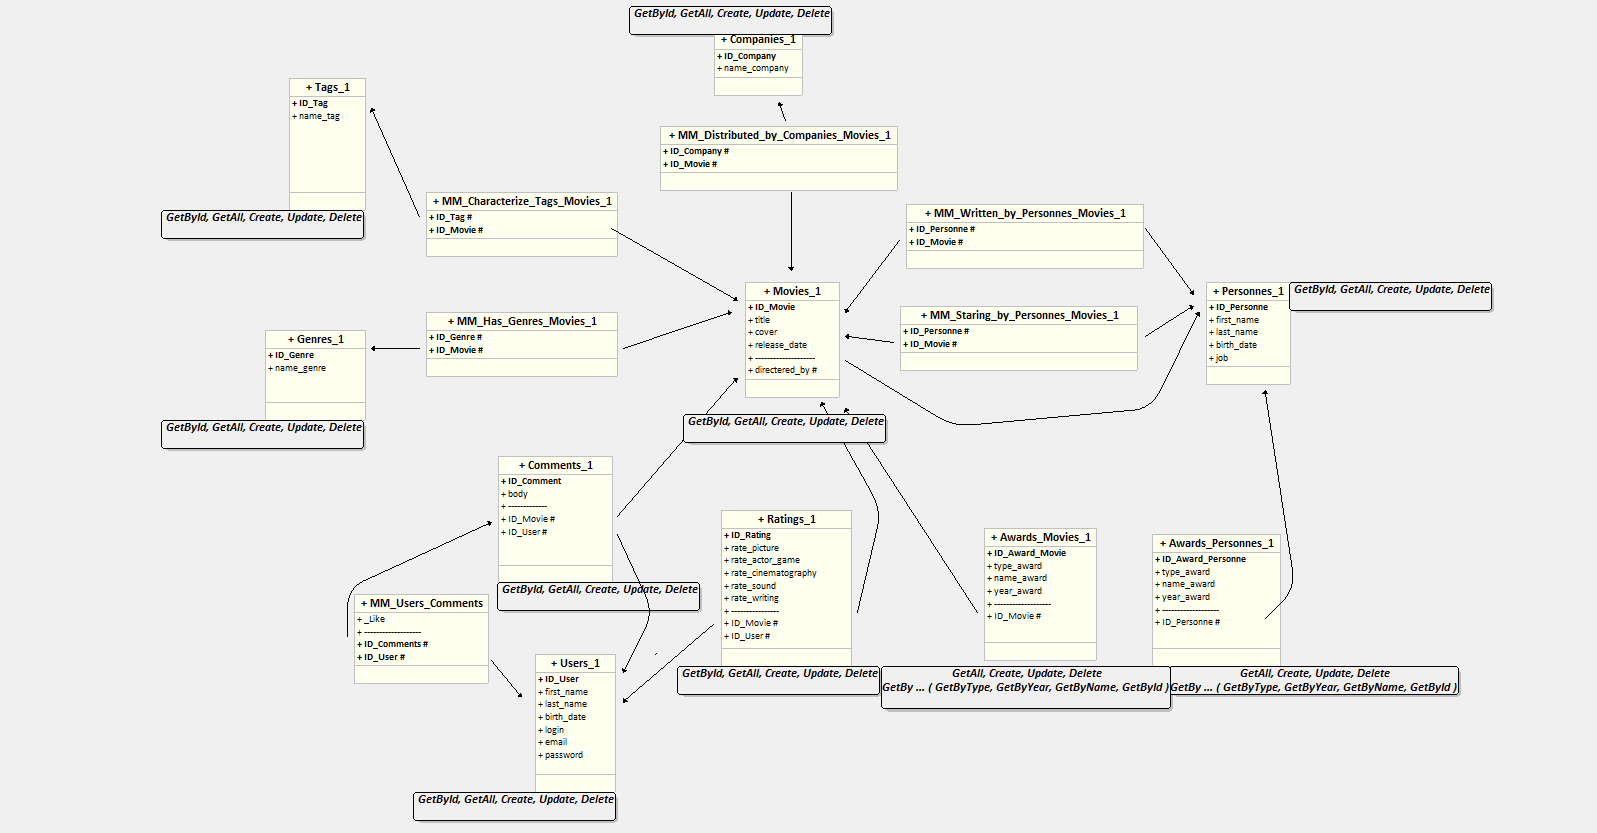 GetById, GetAll, Create, Update, Delete
+ Companies_1
+ ID_Company
+ name_company
+ Tags_1
+ ID_Tag
+ name_tag
GetById, GetAll, Create, Update, Delete
+ MM_Distributed_by_Companies_Movies_1
+ ID_Company #
+ ID_Movie #
+ MM_Characterize_Tags_Movies_1
+ ID_Tag #
+ ID_Movie #
+ MM_Written_by_Personnes_Movies_1
+ ID_Personne #
+ ID_Movie #
+ Movies_1
+ ID_Movie
+ title
+ cover
+ release_date
+ --------------------
+ directered_by #
GetById, GetAll, Create, Update, Delete
+ Personnes_1
+ ID_Personne
+ first_name
+ last_name
+ birth_date
+ job
GetById, GetAll, Create, Update, Delete
+ MM_Staring_by_Personnes_Movies_1
+ ID_Personne #
+ ID_Movie #
+ MM_Has_Genres_Movies_1
+ ID_Genre #
+ ID_Movie #
+ Genres_1
+ ID_Genre
+ name_genre
GetById, GetAll, Create, Update, Delete
+ Comments_1
+ ID_Comment
+ body
+ -------------
+ ID_Movie #
+ ID_User #
GetById, GetAll, Create, Update, Delete
+ Ratings_1
+ ID_Rating
+ rate_picture
+ rate_actor_game
+ rate_cinematography
+ rate_sound
+ rate_writing
+ ----------------
+ ID_Movie #
+ ID_User #
GetById, GetAll, Create, Update, Delete
+ Awards_Movies_1
+ ID_Award_Movie
+ type_award
+ name_award
+ year_award
+ -------------------
+ ID_Movie #
GetAll, Create, Update, Delete
GetBy ... ( GetByType, GetByYear, GetByName, GetById )
+ Awards_Personnes_1
+ ID_Award_Personne
+ type_award
+ name_award
+ year_award
+ -------------------
+ ID_Personne #
GetAll, Create, Update, Delete
GetBy ... ( GetByType, GetByYear, GetByName, GetById )
+ MM_Users_Comments
+ _Like
+ -------------------
+ ID_Comments #
+ ID_User #
+ Users_1
+ ID_User
+ first_name
+ last_name
+ birth_date
+ login
+ email
+ password
GetById, GetAll, Create, Update, Delete